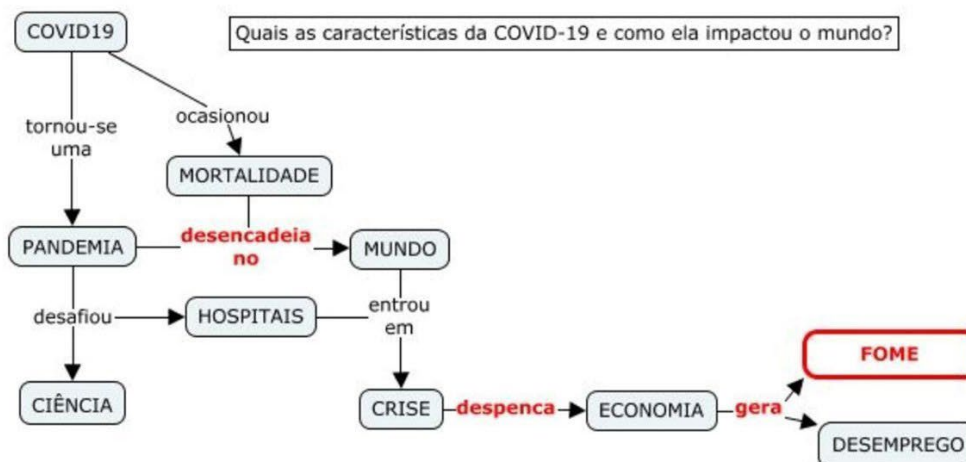 COVID19
Quais as características da COVID-19 e como ela impactou o mundo?
ocasionou
tornou-se
uma
MORTALIDADE
PANDEMIA
desencadeia
no
MUNDO
desafiou
HOSPITAIS
entrou
em
FOME
CIÊNCIA
CRISE
despenca
ECONOMIA
gera
DESEMPREGO